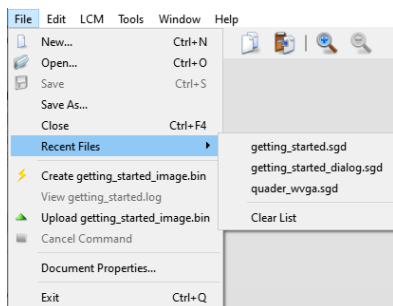 File Edit LCM Tools Window Help
New... Ctrl+N
Open... Ctrl+O
Save Ctrl+S
Save As...
Close Ctrl+F4
Recent Files
getting_started.sgd
getting_started_dialog.sgd
quader_wvga.sgd
Clear List
Create getting_started_image.bin
View getting_started.log
Upload getting_started_image.bin
Cancel Command
Document Properties...
Exit Ctrl+Q